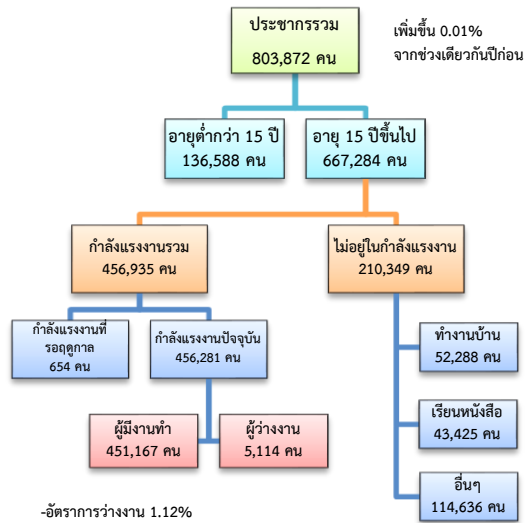 ประชากรรวม
803,872 คน
เพิ่มขึ้น 0.01%
จากช่วงเดียวกันปีก่อน
อายุต่ำกว่า 15 ปี
136,588 คน
อายุ 15 ปีขึ้นไป
667,284 คน
กำลังแรงงานรวม
456,935 คน
ไม่อยู่ในกำลังแรงงาน
210,349 คน
กำลังแรงงานที่
รอฤดูกาล
654 คน
กำลังแรงงานปัจจุบัน
456,281 คน
ทำงานบ้าน
52,288 คน
เรียนหนังสือ
43,425 คน
ผู้มีงานทำ
451,167 คน
ผู้ว่างงาน
5,114 คน
อื่นๆ
114,636 คน
-อัตราการว่างงาน 1.12%